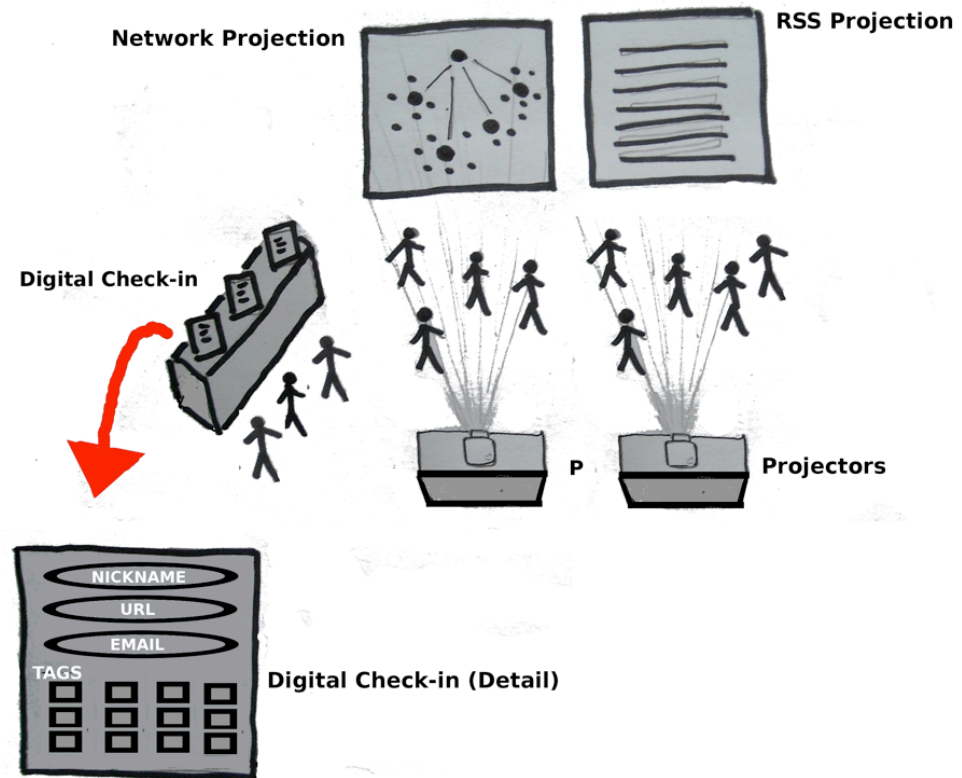 Network Projection
RSS Projection
Digital Check-in
P
Projectors
NICKNAME
URL
EMAIL
TAGS
Digital Check-in (Detail)